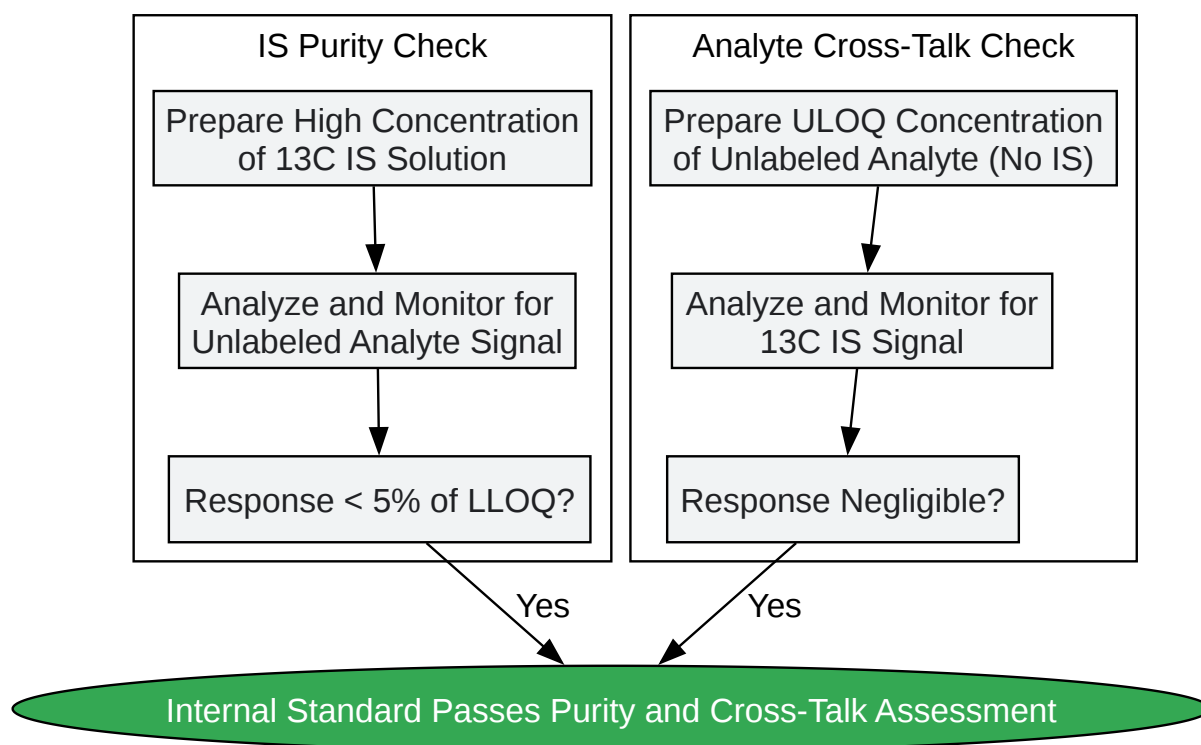 IS Purity Check
Prepare High Concentration
of 13C IS Solution
Analyze and Monitor for
Unlabeled Analyte Signal
Response < 5% of LLOQ?
Yes
Analyte Cross-Talk Check
Prepare ULOQ Concentration
of Unlabeled Analyte (No IS)
Analyze and Monitor for
13C IS Signal
Response Negligible?
Yes
Internal Standard Passes Purity and Cross-Talk Assessment